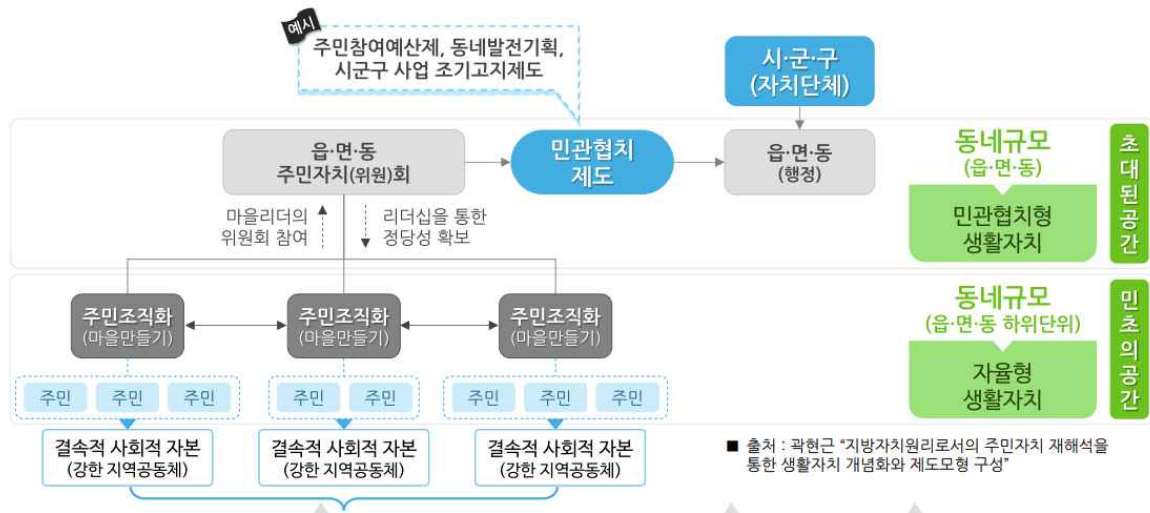 예시
주민참여예산제, 동네발전기획,
시군구 사업 조기고지제도
시·군·구
(자치단체)
읍·면·동
주민자치(위원)회
민관협치
제도
읍·면·동
(행정)
동네규모
(읍·면·동)
민관협치형
생활자치
초대된공간
마을리더의
위원회 참여
리더십을 통한
정당성 확보
주민조직화
(마을만들기)
주민조직화
(마을만들기)
주민조직화
(마을만들기)
동네규모
(읍·면·동 하위단위)
자율형
생활자치
민초의공간
주민 주민 주민
주민 주민
주민 주민 주민
결속적 사회적 자본
(강한 지역공동체)
결속적 사회적 자본
(강한 지역공동체)
결속적 사회적 자본
(강한 지역공동체)
■ 출처 : 곽현근 “지방자치원리로서의 주민자치 재해석을
통한 생활자치 개념화와 제도모형 구성”